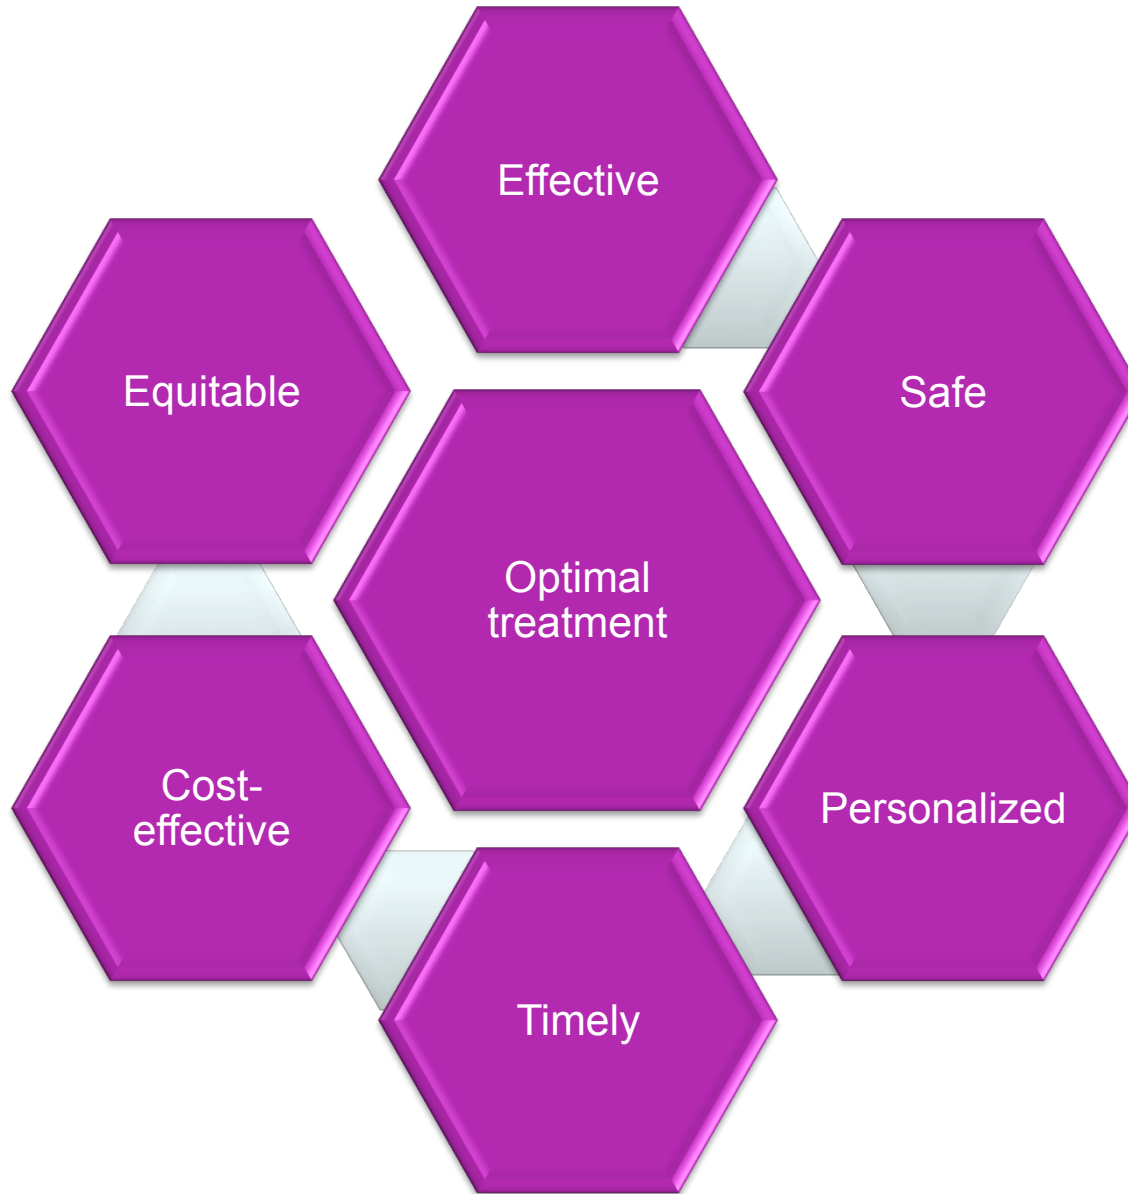 Effective
Safe
Equitable
Optimal
treatment
Personalized
Cost-
effective
Timely